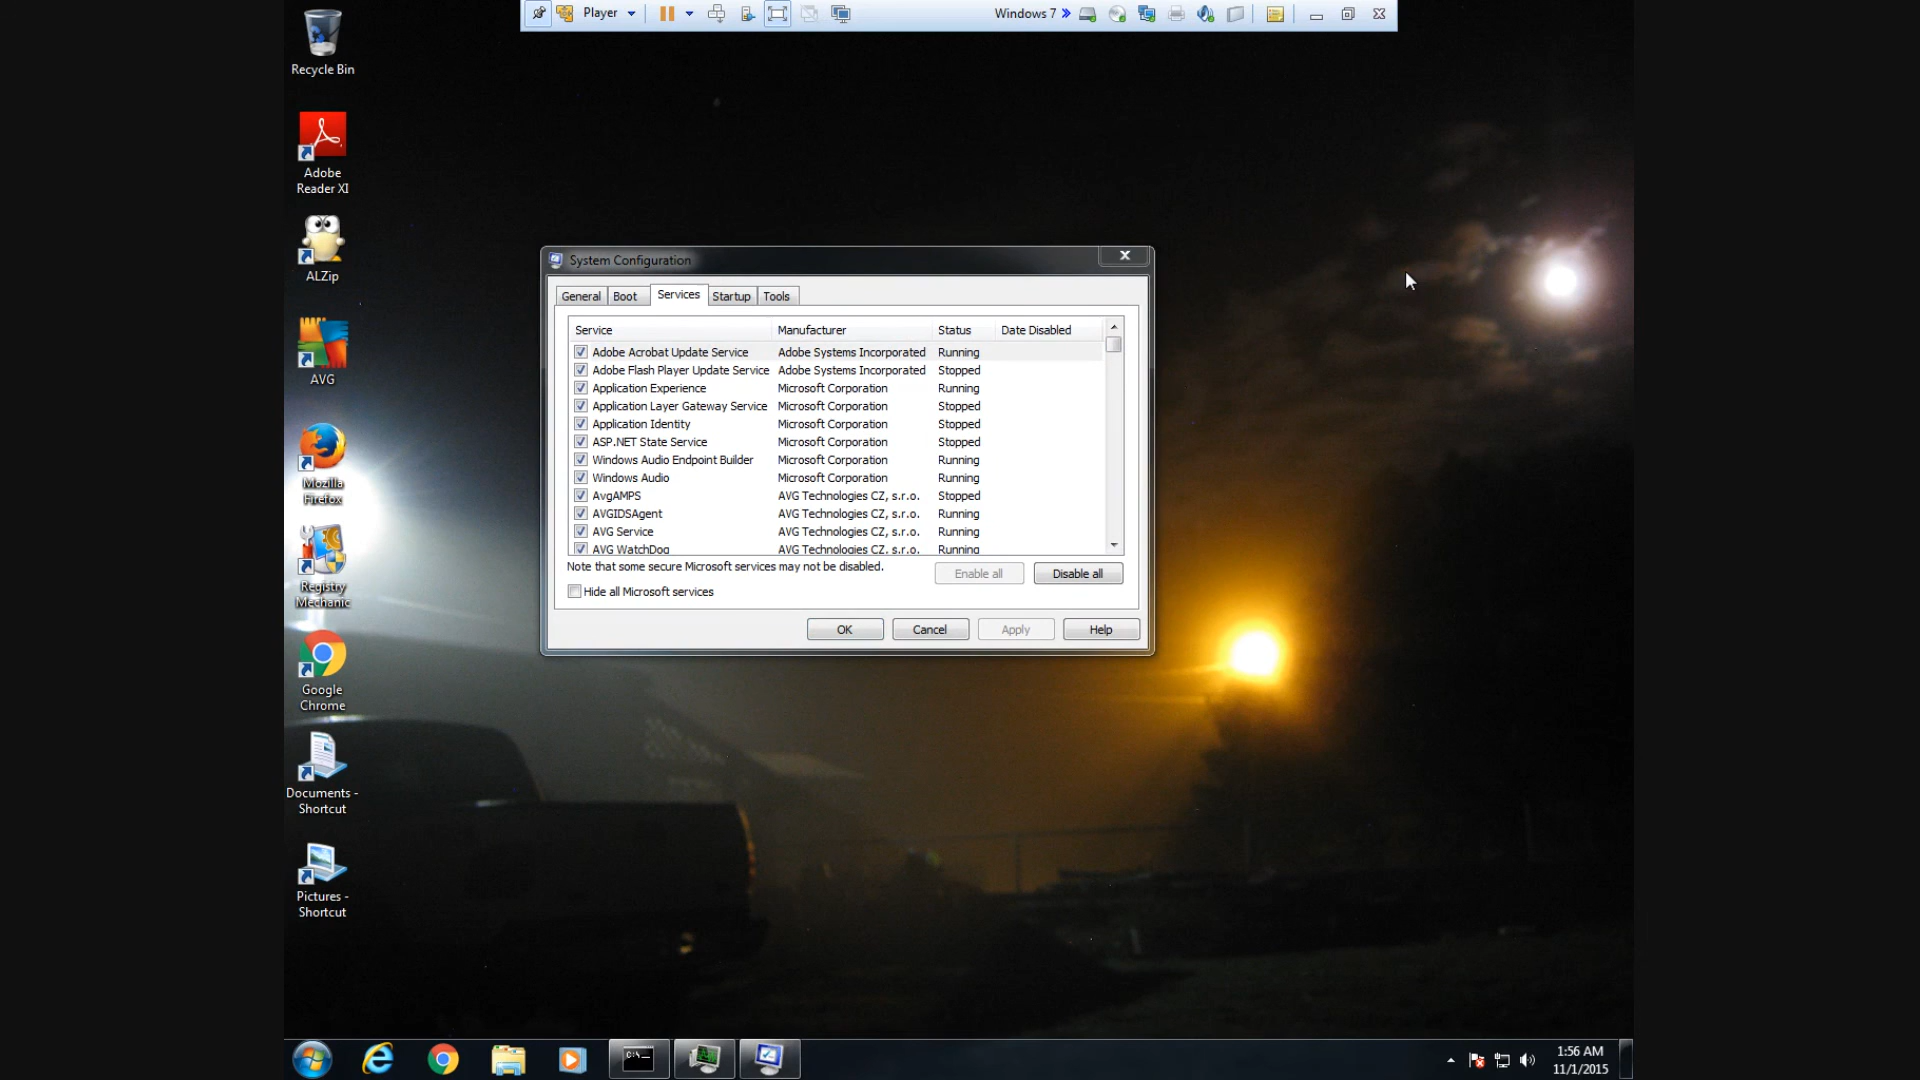 Player
Windows 7
Recycle Bin
Adobe
Reader XI
ALZip
AVG
Mozilla
Firefox
Registry
Mechanic
Google
Chrome
Documents -
Shortcut
Pictures -
Shortcut
System Configuration
General Boot Services Startup Tools
Service Manufacturer Status Date Disabled
Adobe Acrobat Update Service Adobe Systems Incorporated Running
Adobe Flash Player Update Service Adobe Systems Incorporated Stopped
Application Experience Microsoft Corporation Running
Application Layer Gateway Service Microsoft Corporation Stopped
Application Identity Microsoft Corporation Stopped
ASP.NET State Service Microsoft Corporation Stopped
Windows Audio Endpoint Builder Microsoft Corporation Running
Windows Audio Microsoft Corporation Running
AvgAMPS AVG Technologies CZ, s.r.o. Stopped
AVGIDSAgent AVG Technologies CZ, s.r.o. Running
AVG Service AVG Technologies CZ, s.r.o. Running
AVG WatchDog AVG Technologies CZ, s.r.o. Running
Note that some secure Microsoft services may not be disabled.
Enable all Disable all
Hide all Microsoft services
OK Cancel Apply Help
C:\
1:56 AM
11/1/2015